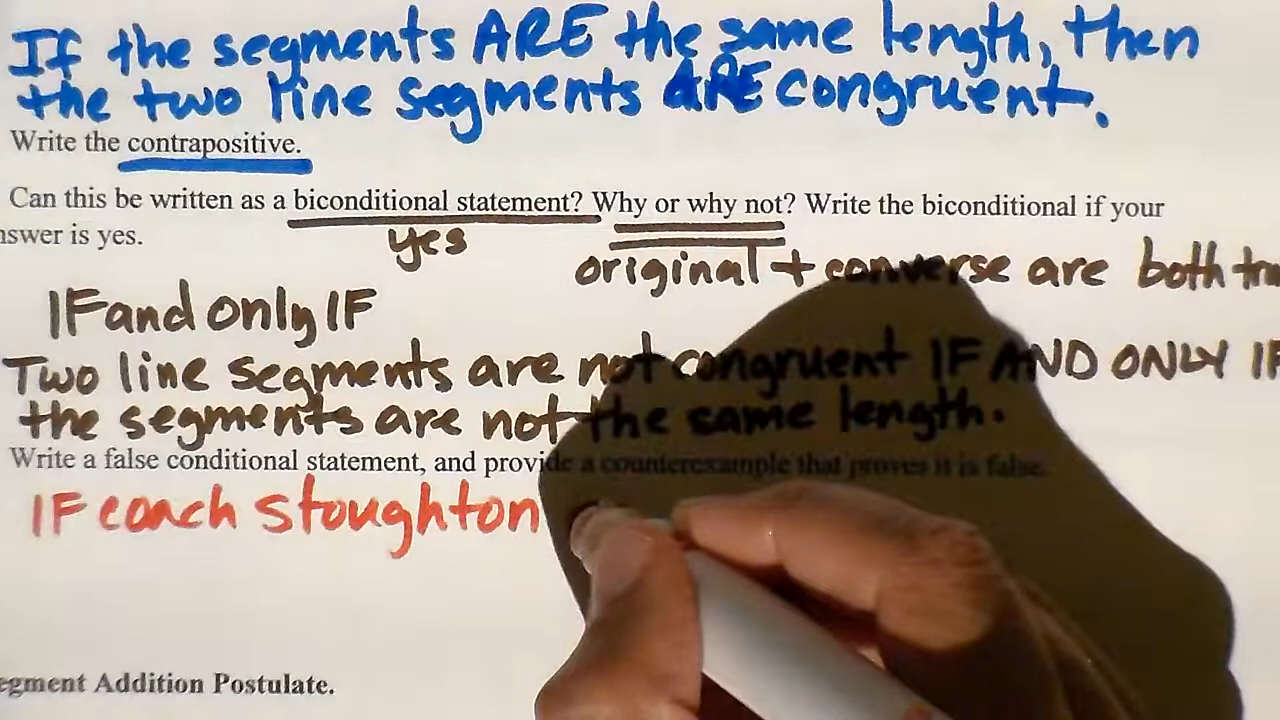 If the segments ARE the same length, then
the two line segments ARE congruent.
Write the contrapositive.
Can this be written as a biconditional statement? Why or why not? Write the biconditional if your
nswer is yes.
yes
original + converse are both tru
IF and only IF
Two line segments are not congruent IF AND ONLY IF
the segments are not the same length.
Write a false conditional statement, and provide a counterexample that proves it is false.
IF coach stoughton
egment Addition Postulate.